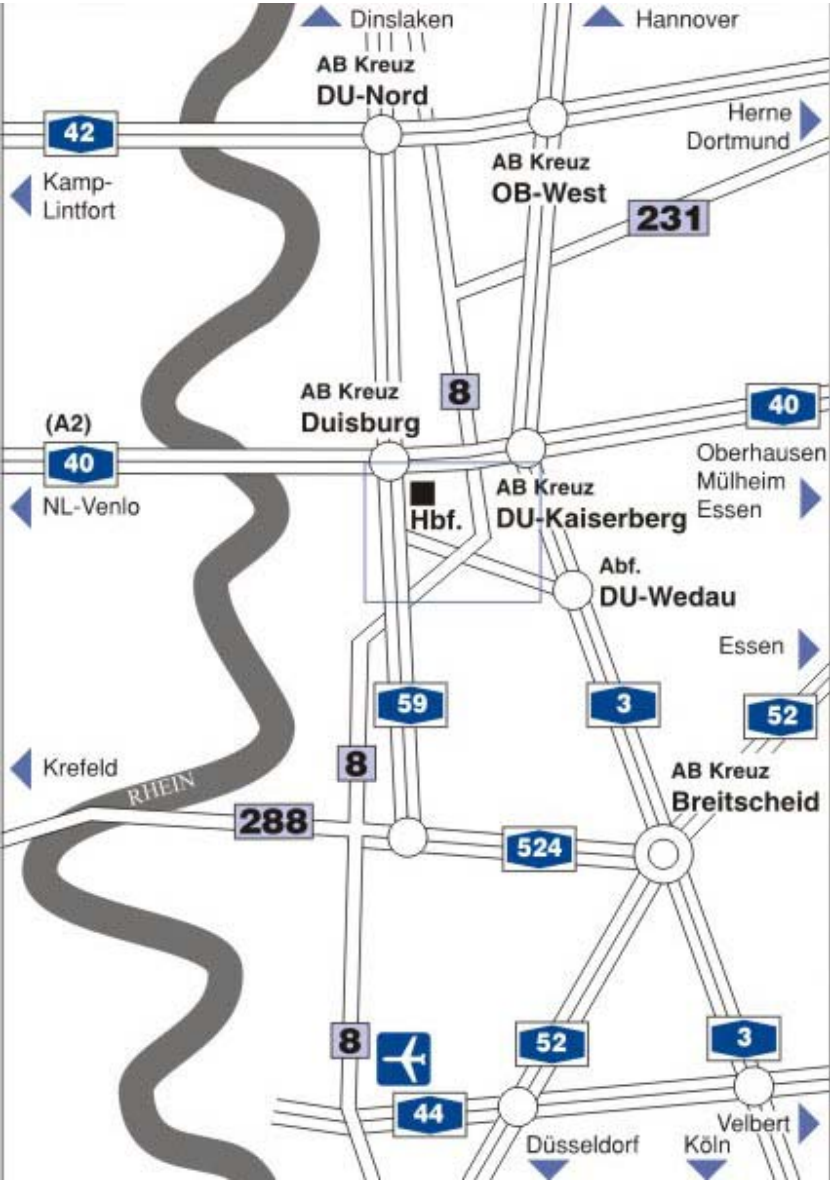 Dinslaken
Hannover
AB Kreuz
DU-Nord
42
Herne
Dortmund
AB Kreuz
OB-West
Kamp-
Lintfort
231
AB Kreuz
Duisburg
8
40
(A2)
40
Oberhausen
Mülheim
Essen
NL-Venlo
Hbf.
AB Kreuz
DU-Kaiserberg
Abf.
DU-Wedau
Essen
59
3
52
Krefeld
8
RHEIN
AB Kreuz
Breitscheid
288
524
8
52
3
44
Velbert
Düsseldorf
Köln